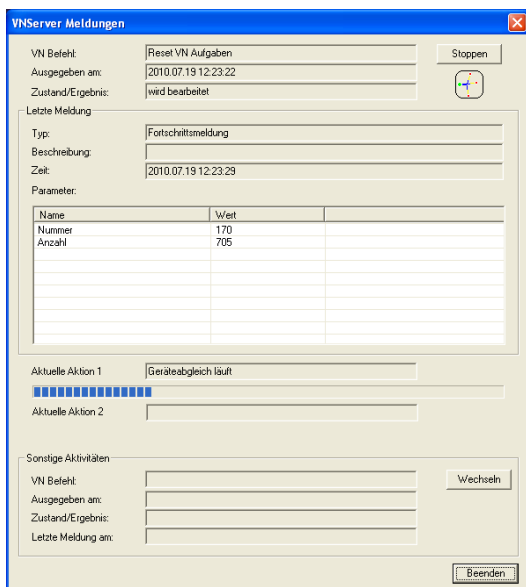 VNServer Meldungen
VN Befehl: Reset VN Aufgaben Stoppen
Ausgegeben am: 2010.07.19 12:23:22
Zustand/Ergebnis: wird bearbeitet
Letzte Meldung
Typ: Fortschrittsmeldung
Beschreibung:
Zeit: 2010.07.19 12:23:29
Parameter:
Name Wert
Nummer 170
Anzahl 705
Aktuelle Aktion 1 Geräteabgleich läuft
Aktuelle Aktion 2
Sonstige Aktivitäten
VN Befehl: Wechseln
Ausgegeben am:
Zustand/Ergebnis:
Letzte Meldung am:
Beenden